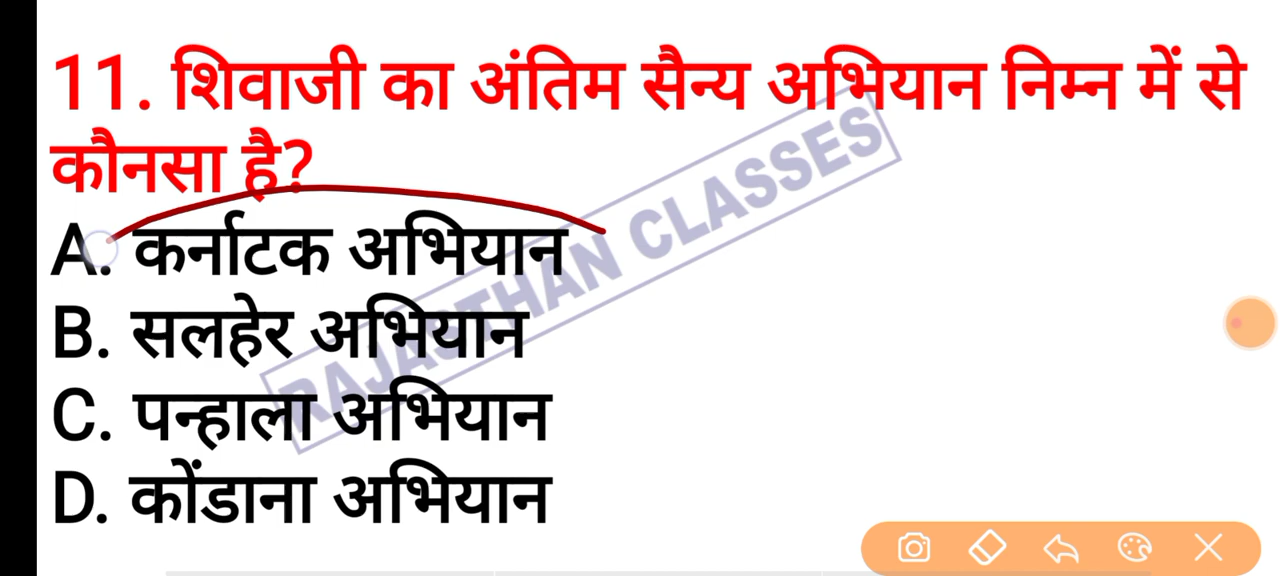 11. शिवाजी का अंतिम सैन्य अभियान निम्न में से
कौनसा है?
A. कर्नाटक अभियान
B. सलहेर अभियान
C. पन्हाला अभियान
D. कोंडाना अभियान
RAJASTHAN CLASSES